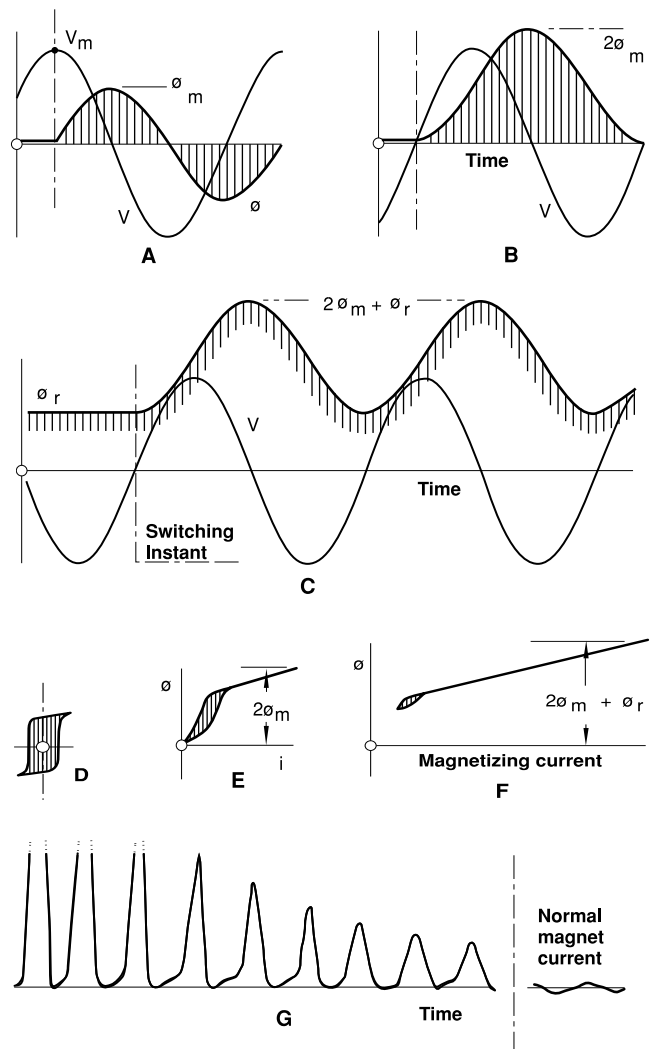 V m
ø m
V
ø
A
2ø m
Time
V
B
2 ø m + ø r
ø r
V
Time
Switching
Instant
C
D
ø
2ø m
i
E
ø
2ø m + ø r
Magnetizing current
F
Normal
magnet
current
Time
G